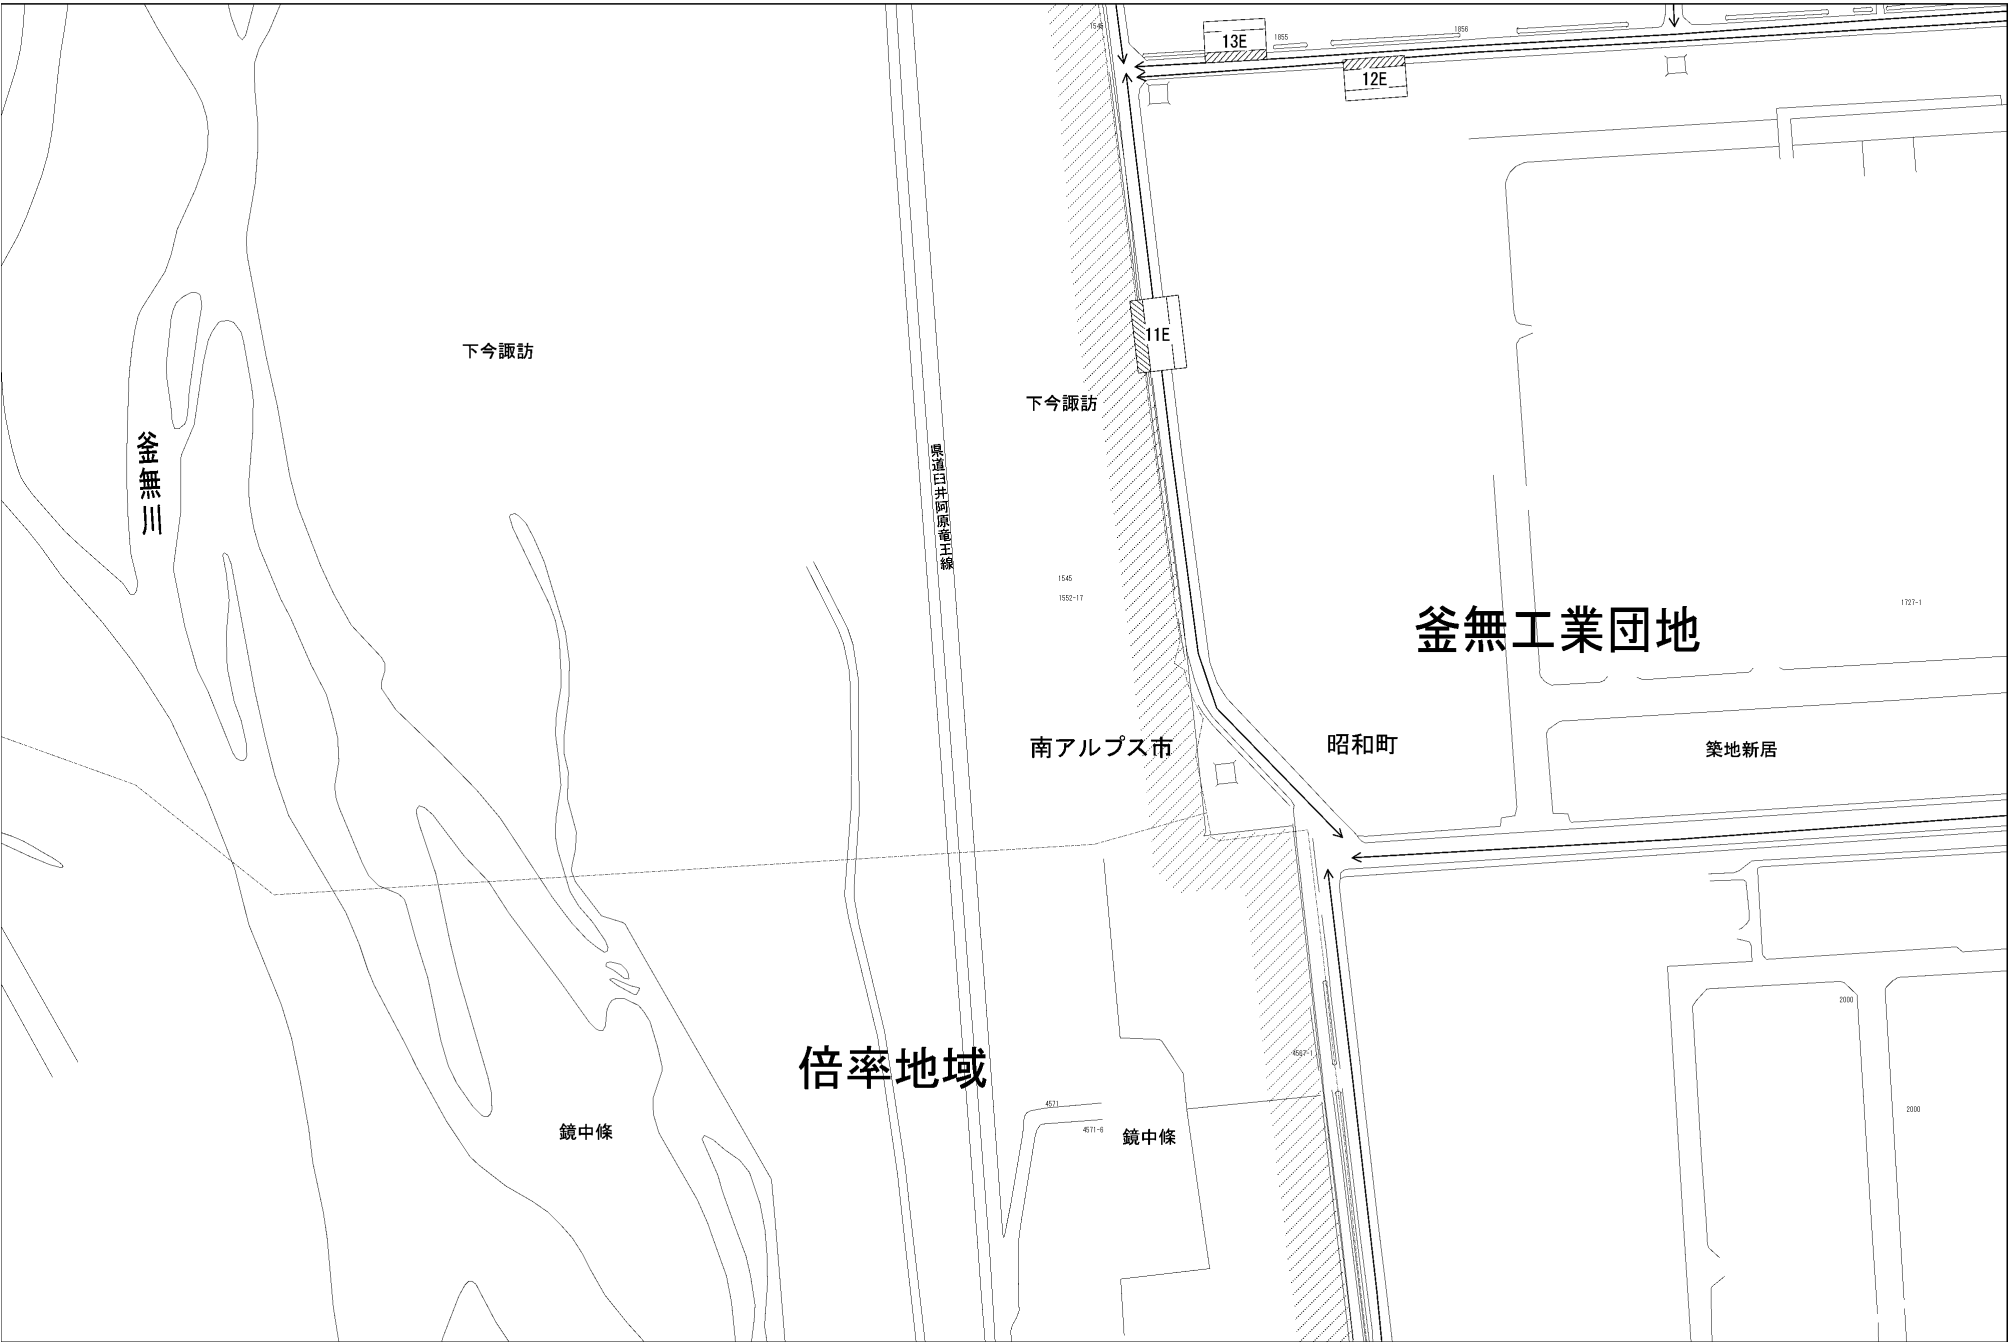 1545
13E
1855
1856
12E
11E
下今諏訪
下今諏訪
釜無川
県道臼井阿原竜王線
1545
1552-17
釜無工業団地
1727-1
南アルプス市
昭和町
築地新居
倍率地域
2000
4567-1
4571
4571-6
2000
鏡中條
鏡中條